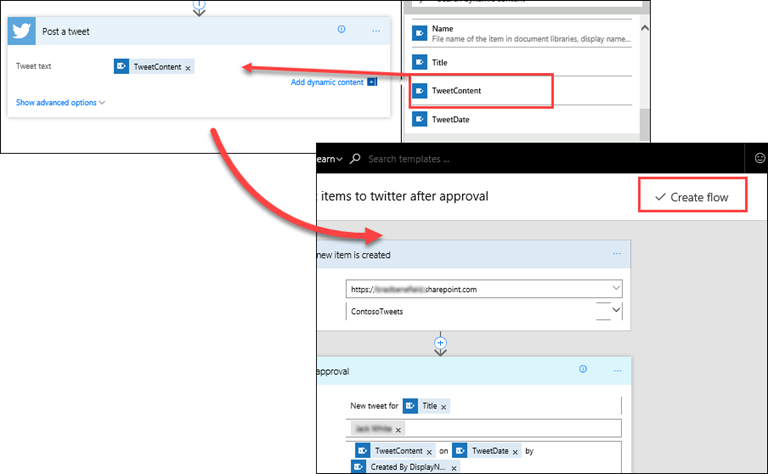 Post a tweet
...
Tweet text
TweetContent x
Add dynamic content
Show advanced options
Name
File name of the item in document libraries, display name...
Title
TweetContent
TweetDate
earn
Search templates ...
items to twitter after approval
Create flow
new item is created
...
https://
sharepoint.com
ContosoTweets
approval
...
New tweet for Title x
x
TweetContent x on TweetDate x by
Created By DisplayN... x